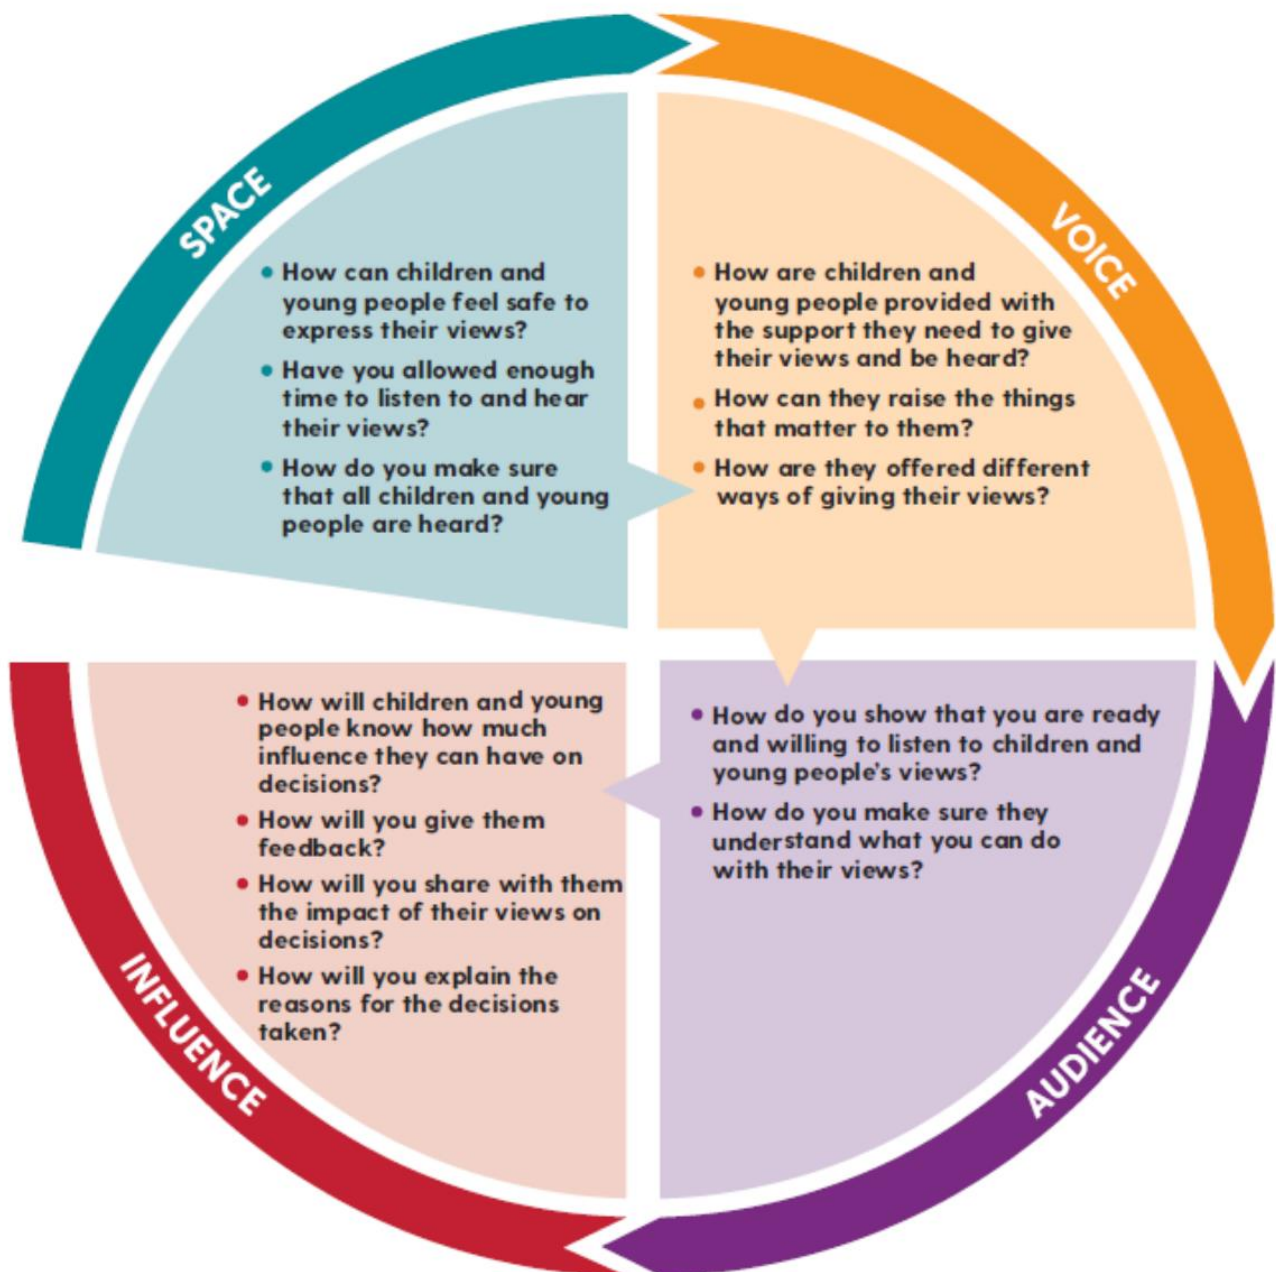 SPACE
• How can children and
young people feel safe to
express their views?
• Have you allowed enough
time to listen to and hear
their views?
• How do you make sure
that all children and young
people are heard?
VOICE
• How are children and
young people provided with
the support they need to give
their views and be heard?
• How can they raise the things
that matter to them?
• How are they offered different
ways of giving their views?
AUDIENCE
• How do you show that you are ready
and willing to listen to children and
young people's views?
• How do you make sure they
understand what you can do
with their views?
INFLUENCE
• How will children and young
people know how much
influence they can have on
decisions?
• How will you give them
feedback?
• How will you share with them
the impact of their views on
decisions?
• How will you explain the
reasons for the decisions
taken?